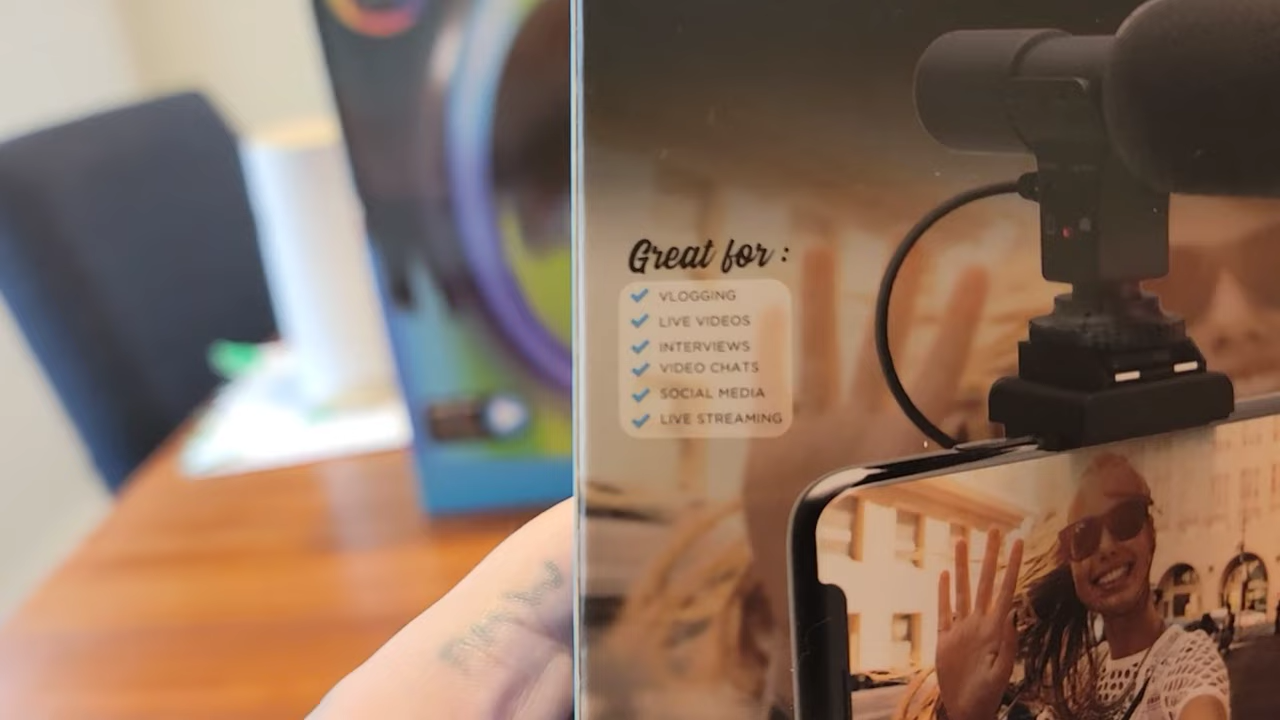 Great for :
VLOGGING
LIVE VIDEOS
INTERVIEWS
VIDEO CHATS
SOCIAL MEDIA
LIVE STREAMING